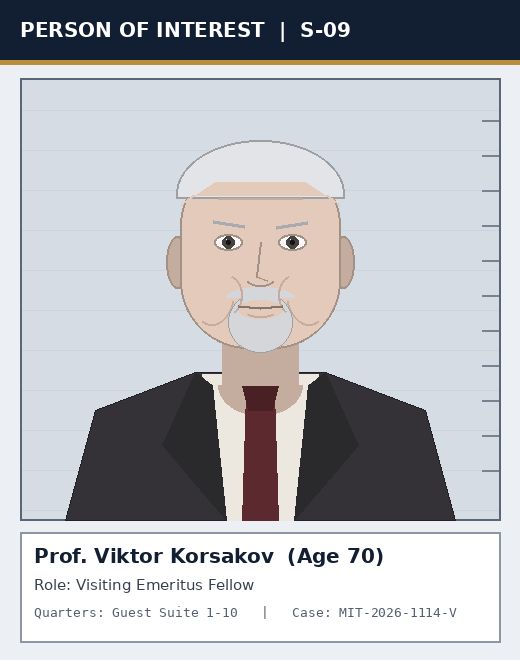 PERSON OF INTEREST | S-09
Prof. Viktor Korsakov (Age 70)
Role: Visiting Emeritus Fellow
Quarters: Guest Suite 1-10 | Case: MIT-2026-1114-V